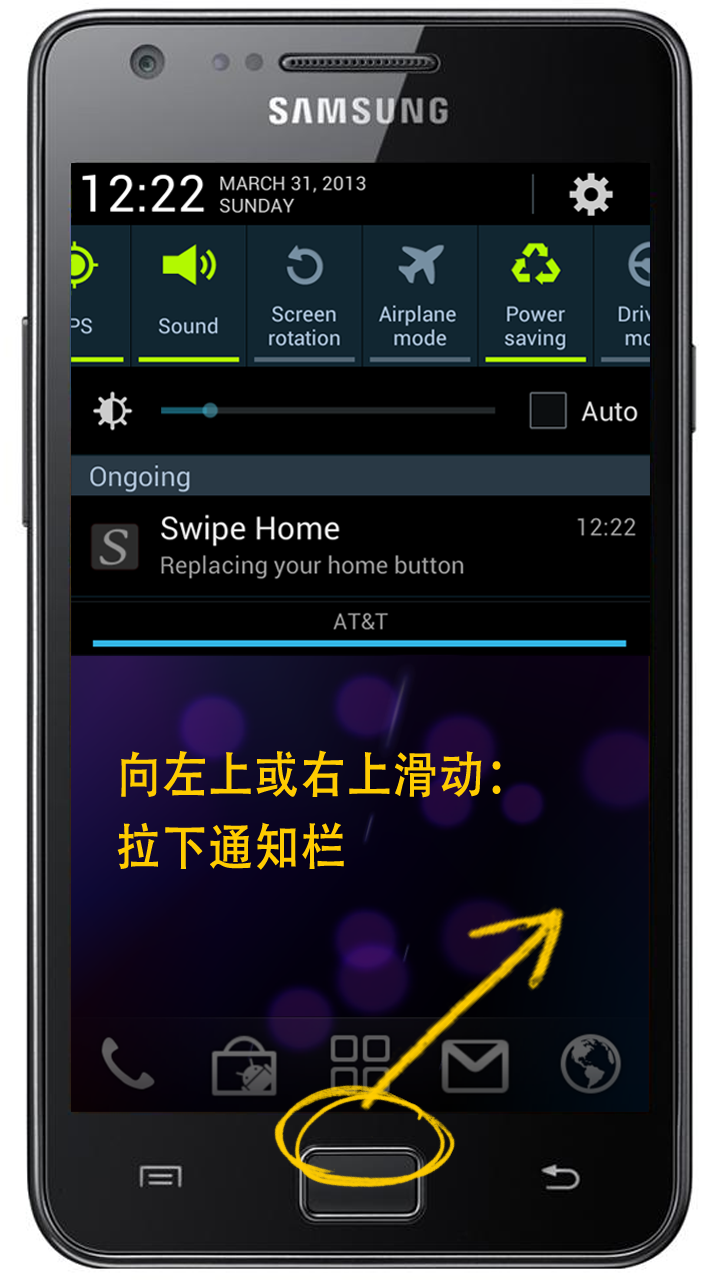 SAMSUNG
12:22
MARCH 31, 2013
SUNDAY
PS
Sound
Screen
rotation
Airplane
mode
Power
saving
Driv
mo
Auto
Ongoing
Swipe Home
12:22
S
Replacing your home button
AT&T
向左上或右上滑动：
拉下通知栏